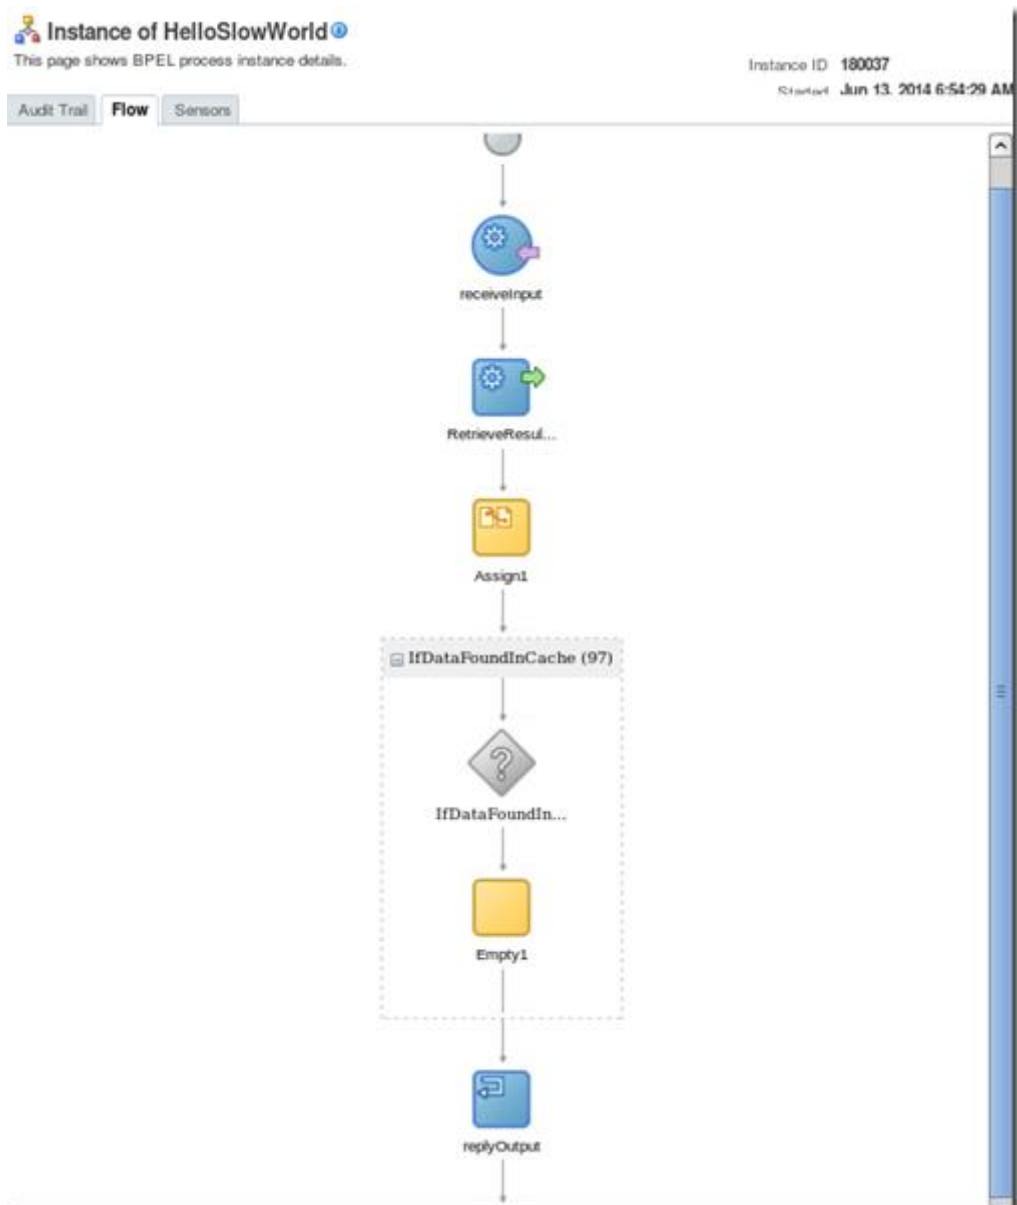 Instance of HelloSlowWorld
This page shows BPEL process instance details.
Instance ID 180037
Started Jun 13, 2014 6:54:29 AM
Audit Trail Flow Sensors
receiveInput
RetrieveResul...
Assign1
IfDataFoundInCache (97)
IfDataFoundIn...
Empty1
replyOutput